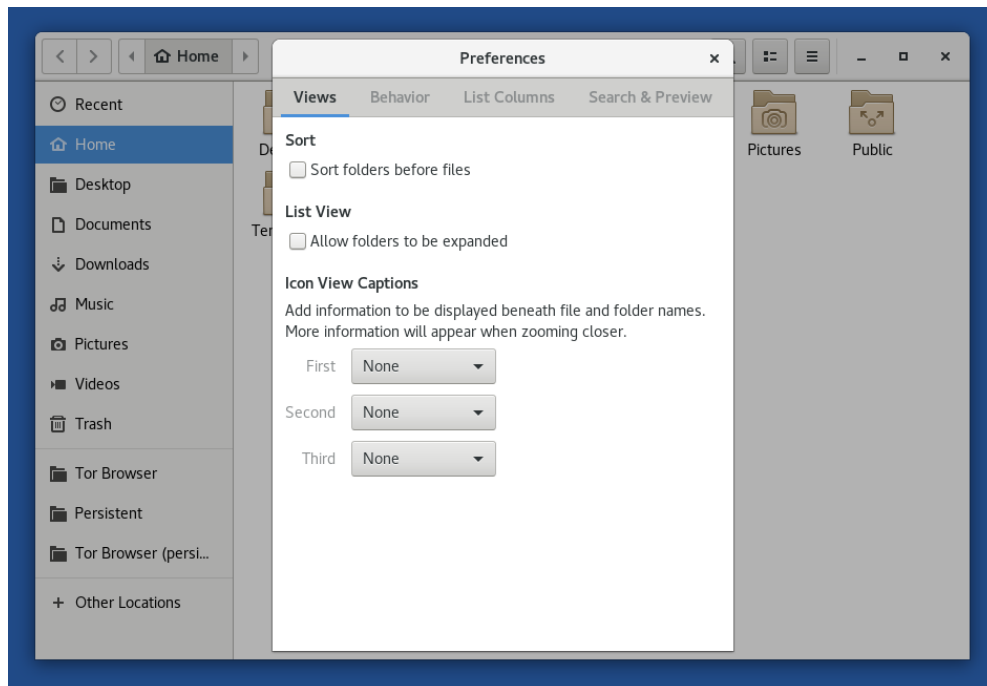 Home
Preferences
Recent
Home
Desktop
Documents
Downloads
Music
Pictures
Videos
Trash
Tor Browser
Persistent
Tor Browser (persi...
+ Other Locations
Views Behavior List Columns Search & Preview
Sort
Sort folders before files
List View
Allow folders to be expanded
Icon View Captions
Add information to be displayed beneath file and folder names.
More information will appear when zooming closer.
First None
Second None
Third None
Pictures Public